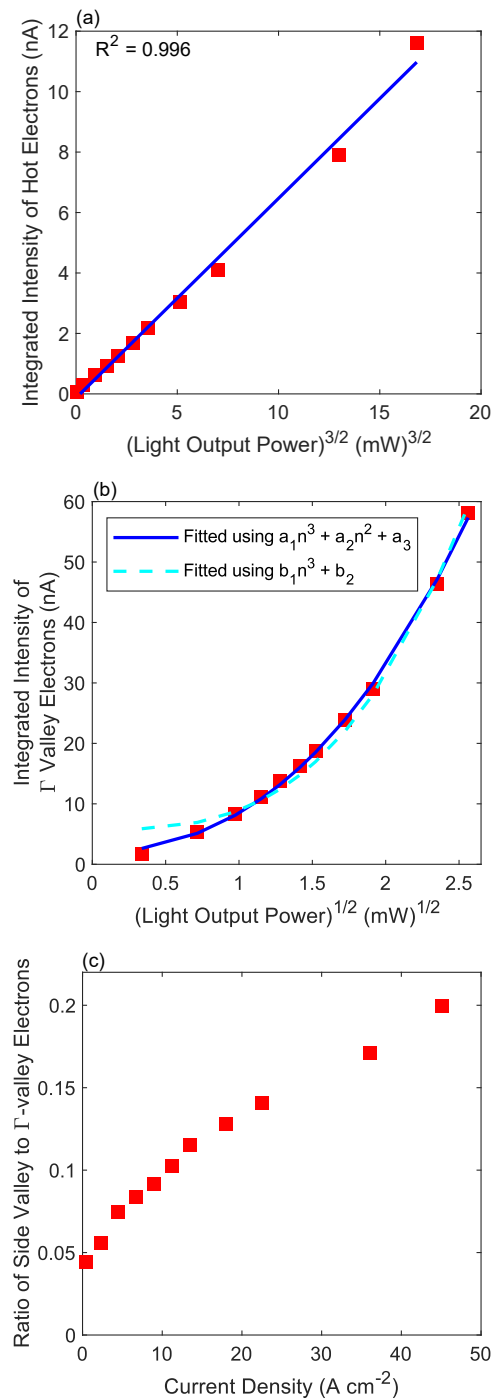 (a)
R² = 0.996
Integrated Intensity of Hot Electrons (nA)
12
10
8
6
4
2
0
0 5 10 15 20
(Light Output Power)^3/2 (mW)^3/2
(b)
Fitted using a₁n³ + a₂n² + a₃
Fitted using b₁n³ + b₂
Integrated Intensity of
Γ Valley Electrons (nA)
60
50
40
30
20
10
0
0 0.5 1 1.5 2 2.5
(Light Output Power)^1/2 (mW)^1/2
(c)
Ratio of Side Valley to Γ-valley Electrons
0.2
0.15
0.1
0.05
0
0 10 20 30 40 50
Current Density (A cm⁻²)